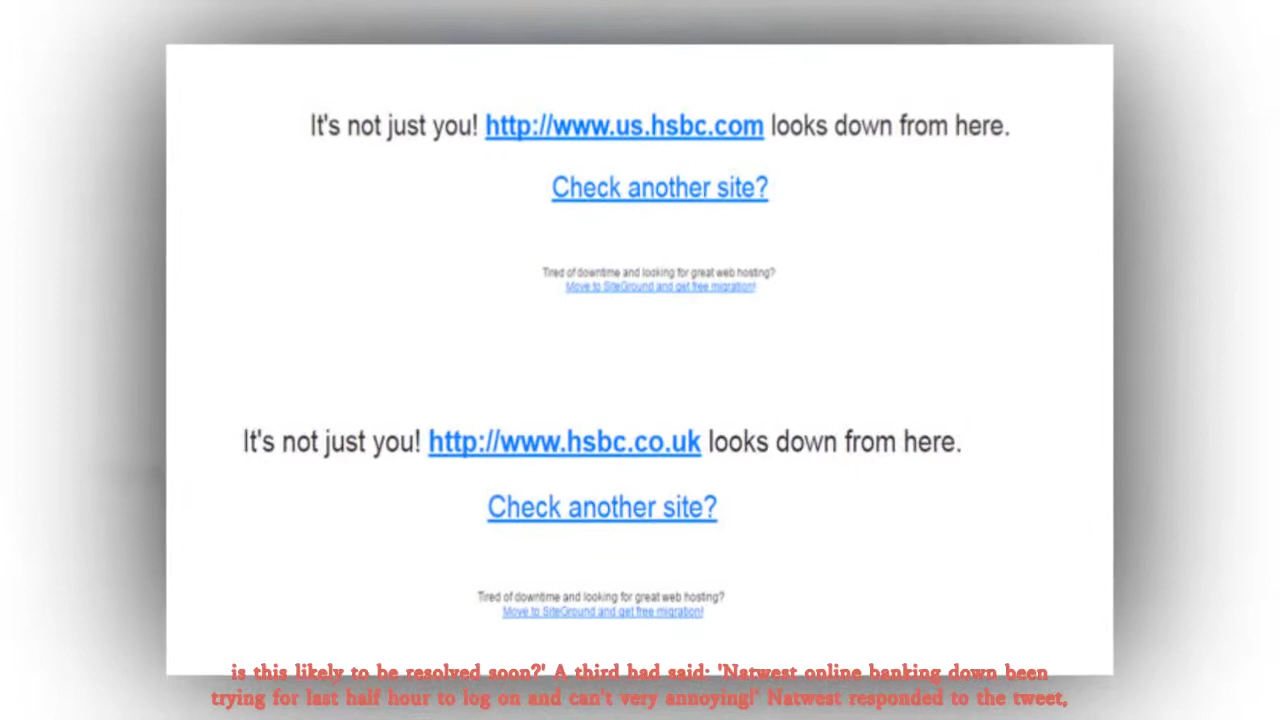 It's not just you! http://www.us.hsbc.com looks down from here.
Check another site?
Tired of downtime and looking for great web hosting?
Move to SiteGround and get free migration!
It's not just you! http://www.hsbc.co.uk looks down from here.
Check another site?
Tired of downtime and looking for great web hosting?
Move to SiteGround and get free migration!
is this likely to be resolved soon?' A third had said: 'Natwest online banking down been
trying for last half hour to log on and can't very annoying!' Natwest responded to the tweet,